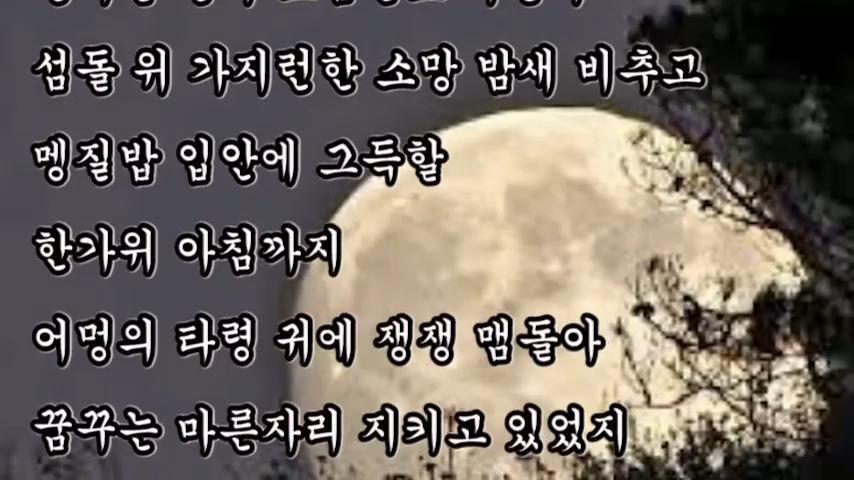 섬돌 위 가지런한 소망 밤새 비추고
멩질밥 입안에 그득할
한가위 아침까지
어멍의 타령 귀에 쟁쟁 맴돌아
꿈꾸는 마른자리 지키고 있었지